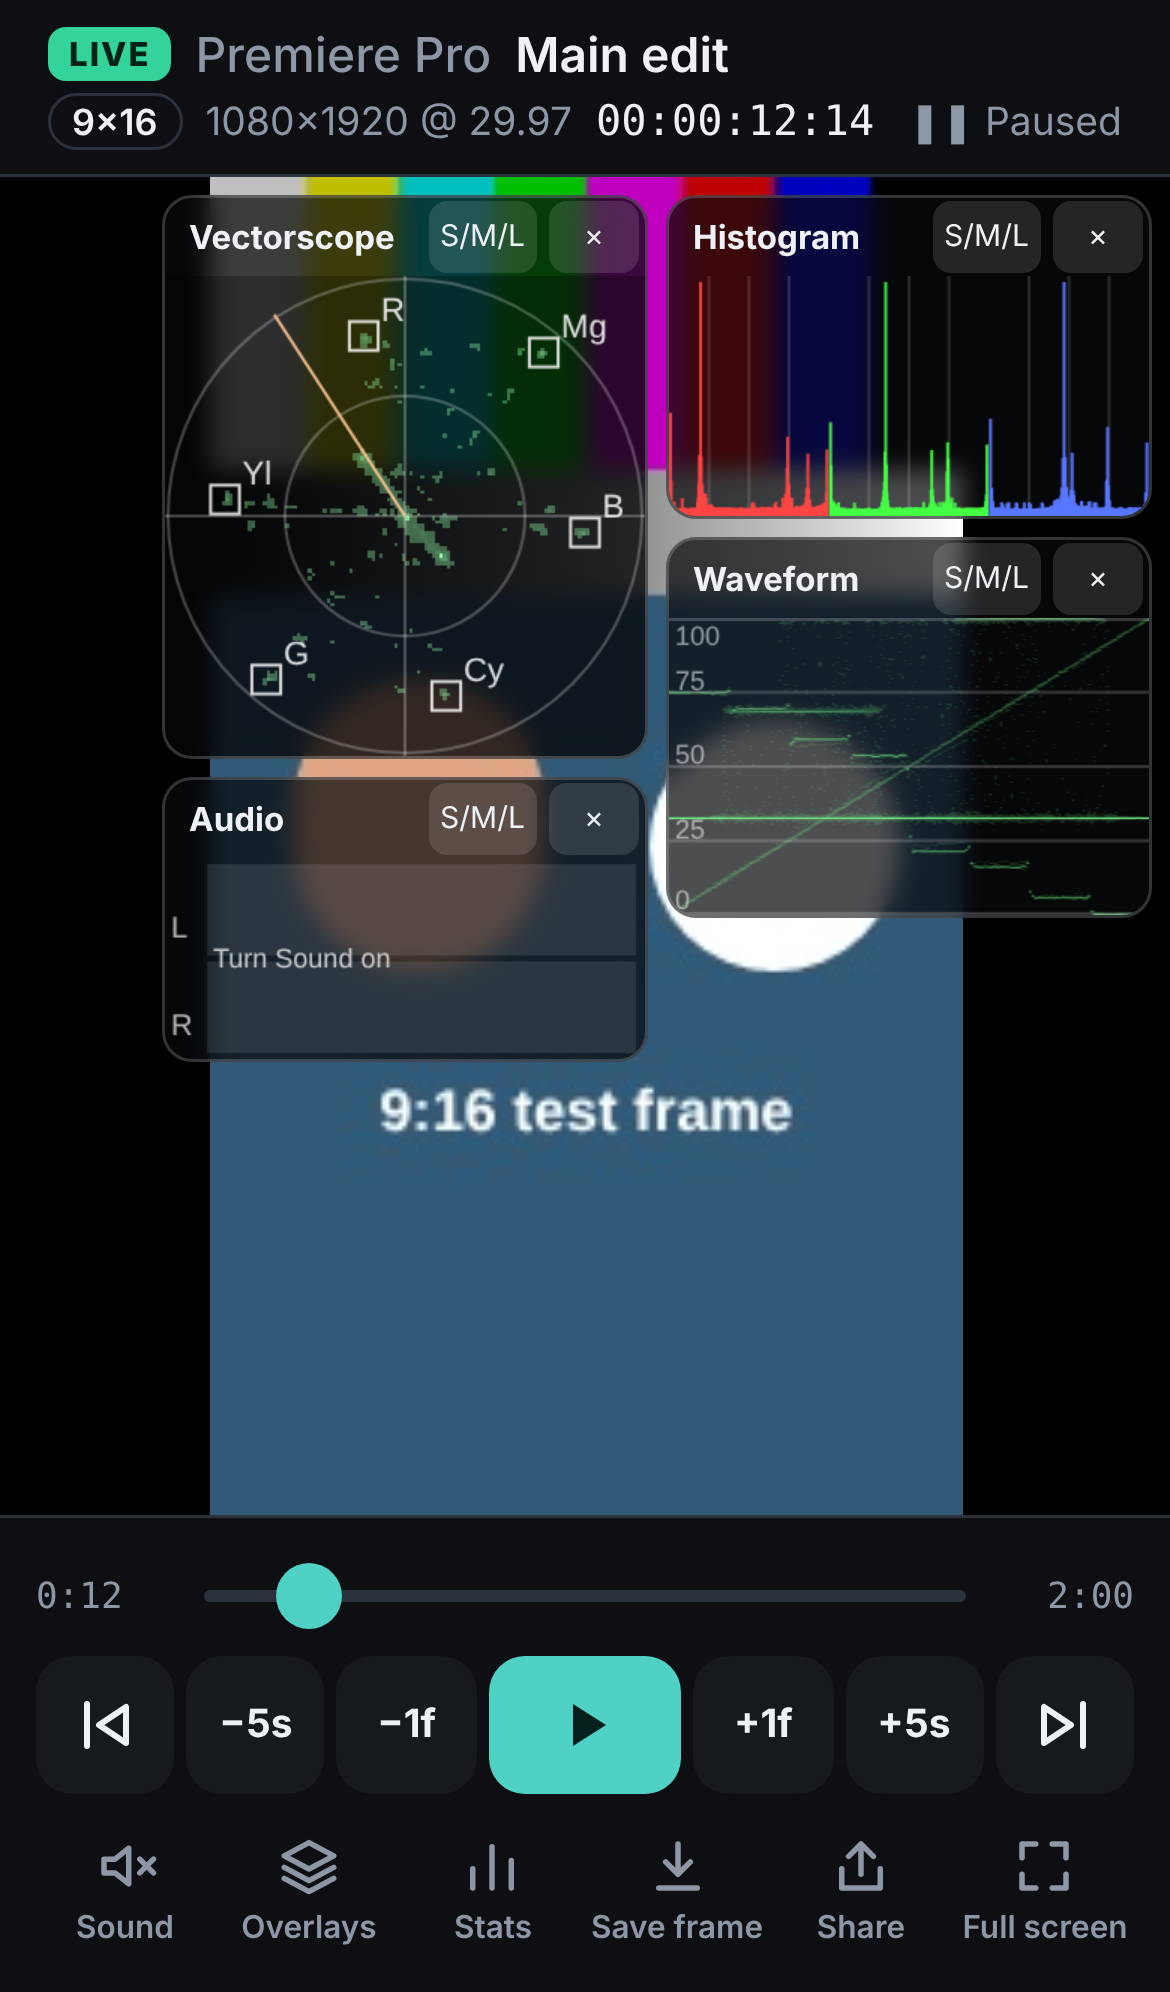 LIVE Premiere Pro Main edit
9×16 1080×1920 @ 29.97 00:00:12:14 Paused
Vectorscope S/M/L ×
R
Mg
Yl
B
G
Cy
Histogram S/M/L ×
Waveform S/M/L ×
100
75
50
25
0
Audio S/M/L ×
L
Turn Sound on
R
9:16 test frame
0:12 2:00
−5s −1f +1f +5s
Sound Overlays Stats Save frame Share Full screen